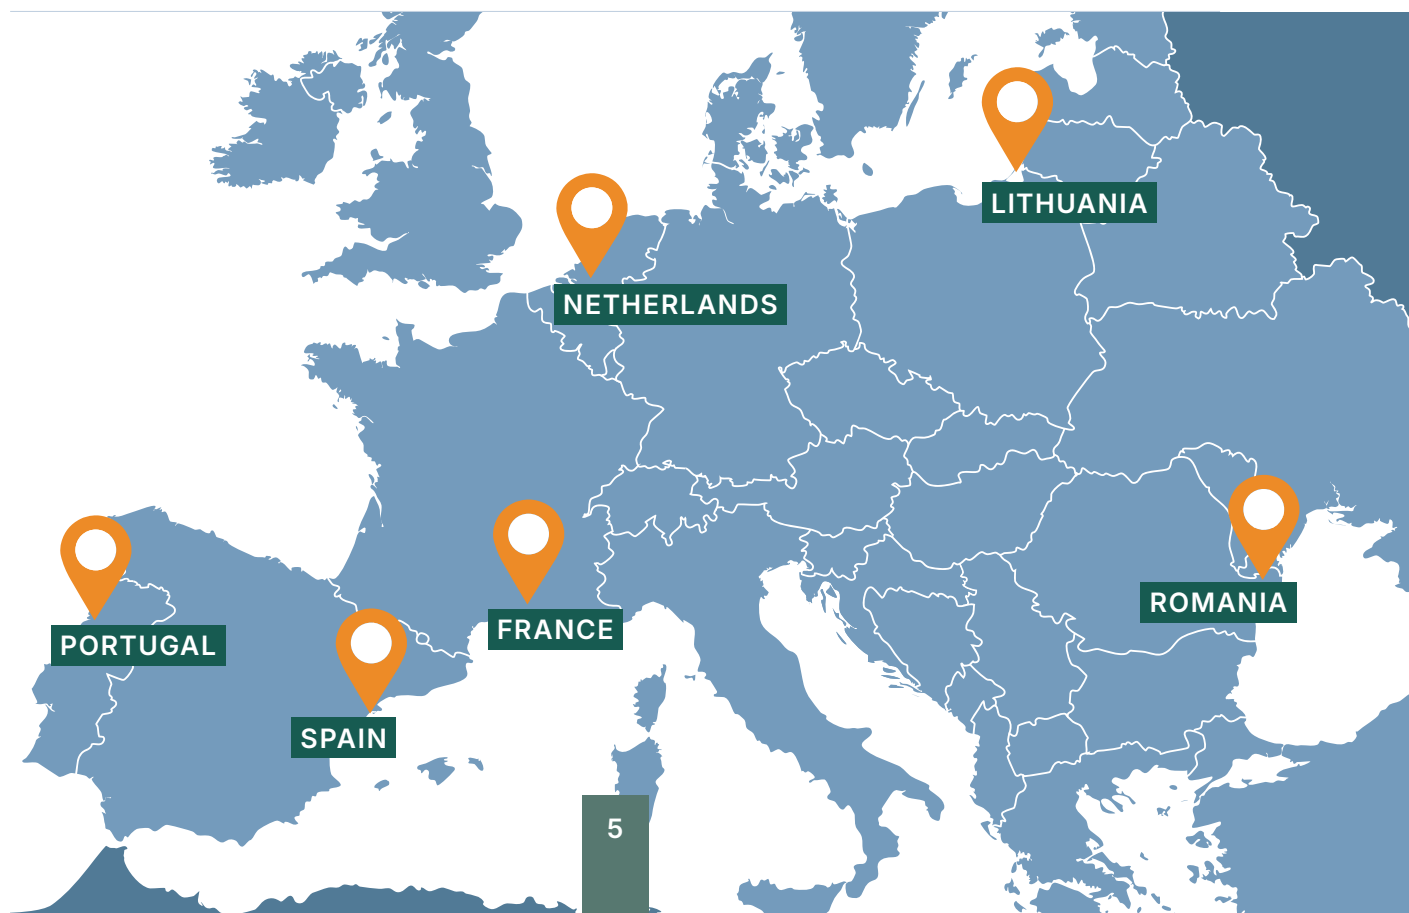 LITHUANIA
NETHERLANDS
ROMANIA
FRANCE
PORTUGAL
SPAIN
5